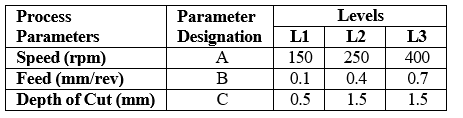 Process Parameters Parameter Designation Levels
L1 L2 L3
Speed (rpm) A 150 250 400
Feed (mm/rev) B 0.1 0.4 0.7
Depth of Cut (mm) C 0.5 1.5 1.5